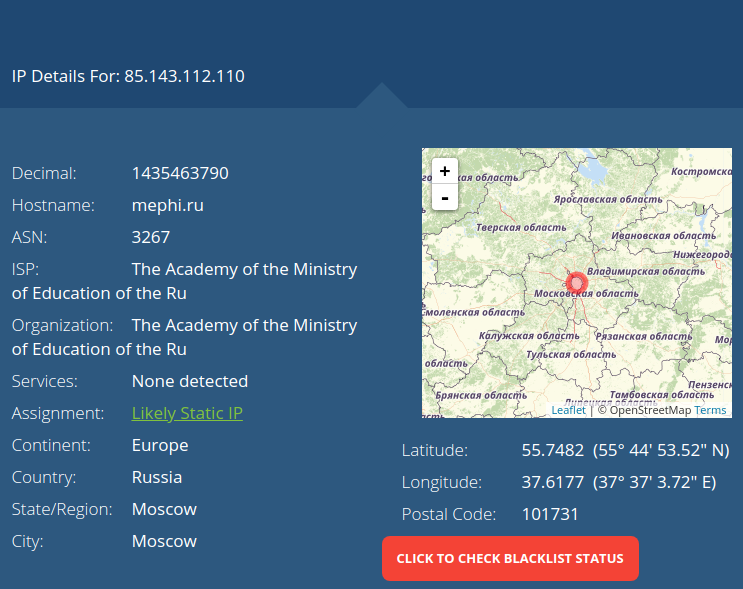 IP Details For: 85.143.112.110
Decimal: 1435463790
Hostname: mephi.ru
ASN: 3267
ISP: The Academy of the Ministry
of Education of the Ru
Organization: The Academy of the Ministry
of Education of the Ru
Services: None detected
Assignment: Likely Static IP
Continent: Europe
Country: Russia
State/Region: Moscow
City: Moscow
+
-
область
Костромска
Ярославская область
Тверская область
Ивановская область
Нижегород
Владимирская область
Московская область
Смоленская
Калужская область
Рязанская область
Тульская область
область
Брянская область
Тамбовская область
Пензенск
Липецкая область
Leaflet | © OpenStreetMap Terms
Latitude: 55.7482 (55° 44' 53.52" N)
Longitude: 37.6177 (37° 37' 3.72" E)
Postal Code: 101731
CLICK TO CHECK BLACKLIST STATUS